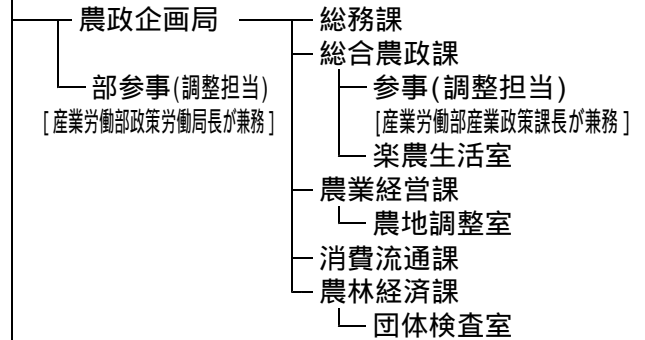 農政企画局 総務課
総合農政課
部参事(調整担当) 参事(調整担当)
[産業労働部政策労働局長が兼務] [産業労働部産業政策課長が兼務]
楽農生活室
農業経営課
農地調整室
消費流通課
農林経済課
団体検査室